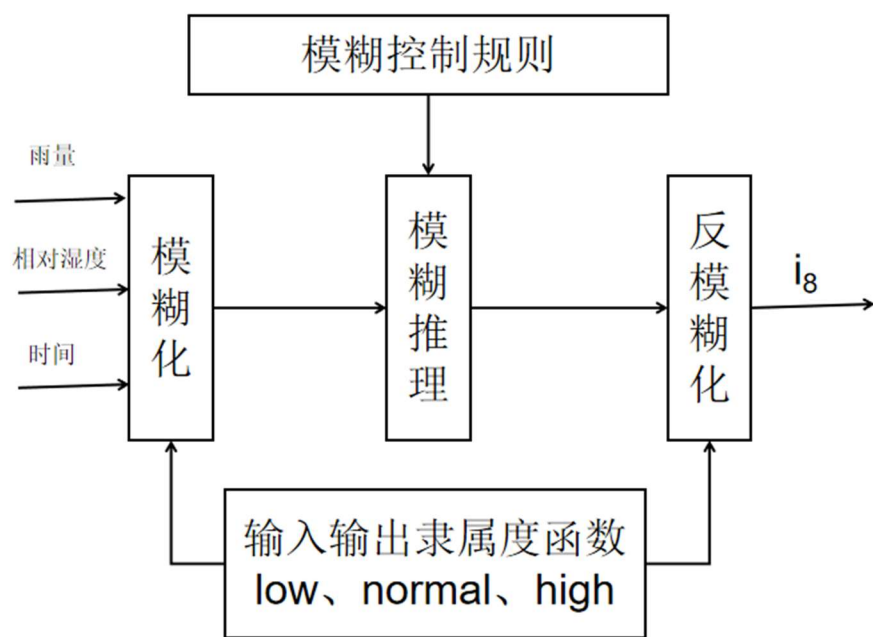 模糊控制规则
雨量
相对湿度
时间
模糊化
模糊推理
反模糊化
i₈
输入输出隶属度函数
low、normal、high